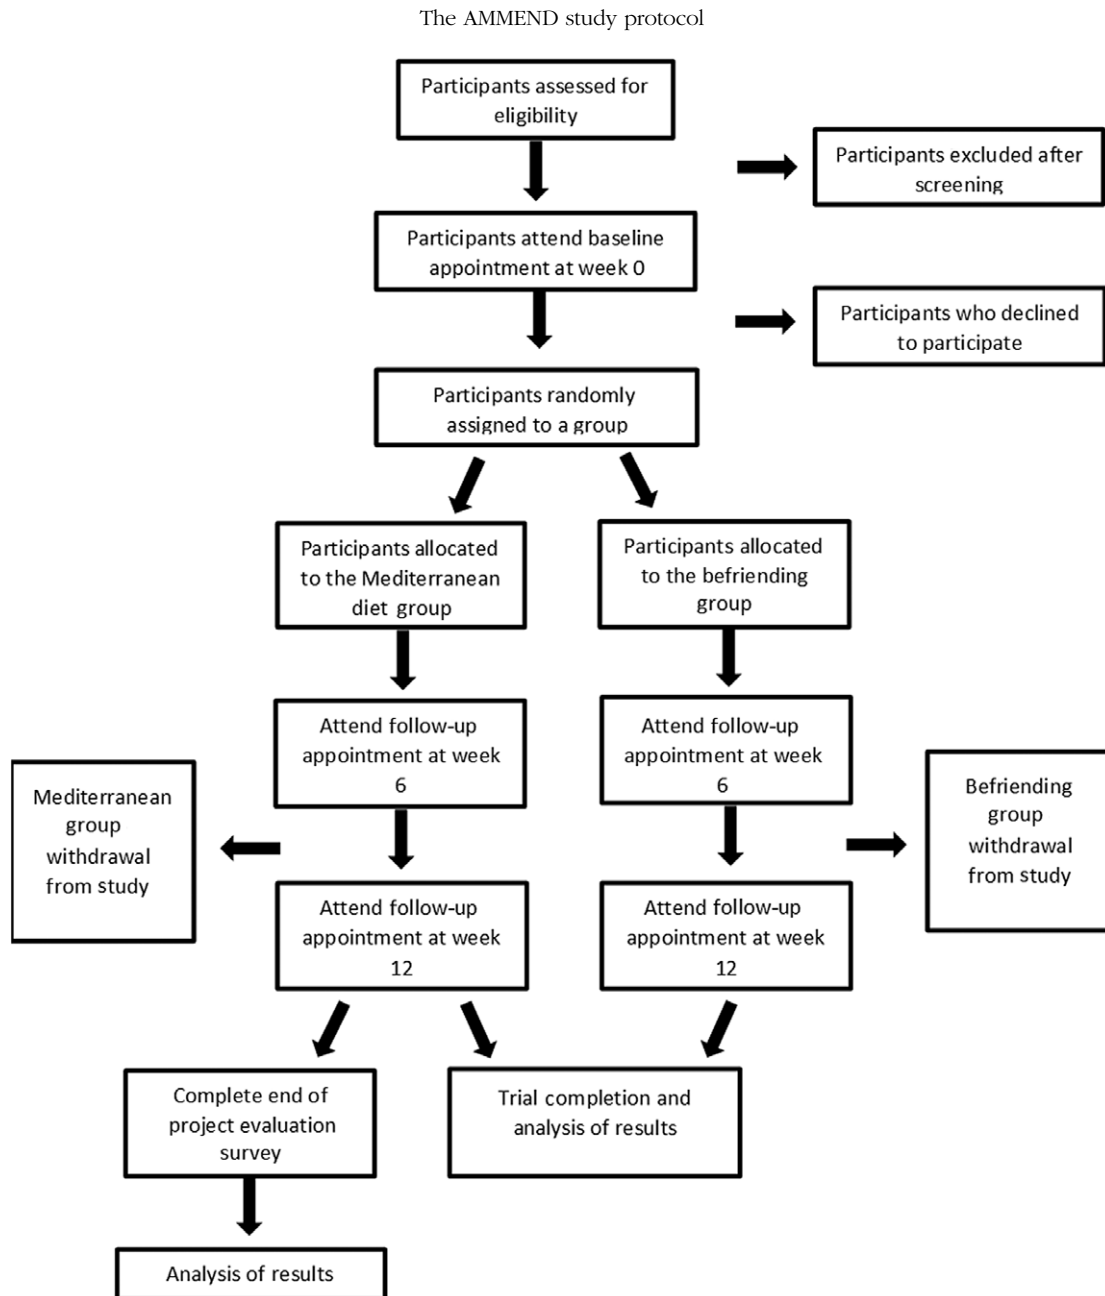 The AMMEND study protocol
Participants assessed for
eligibility
Participants excluded after
screening
Participants attend baseline
appointment at week 0
Participants who declined
to participate
Participants randomly
assigned to a group
Participants allocated
to the Mediterranean
diet group
Participants allocated
to the befriending
group
Attend follow-up
appointment at week
6
Attend follow-up
appointment at week
6
Mediterranean
group
withdrawal
from study
Befriending
group
withdrawal
from study
Attend follow-up
appointment at week
12
Attend follow-up
appointment at week
12
Complete end of
project evaluation
survey
Trial completion and
analysis of results
Analysis of results